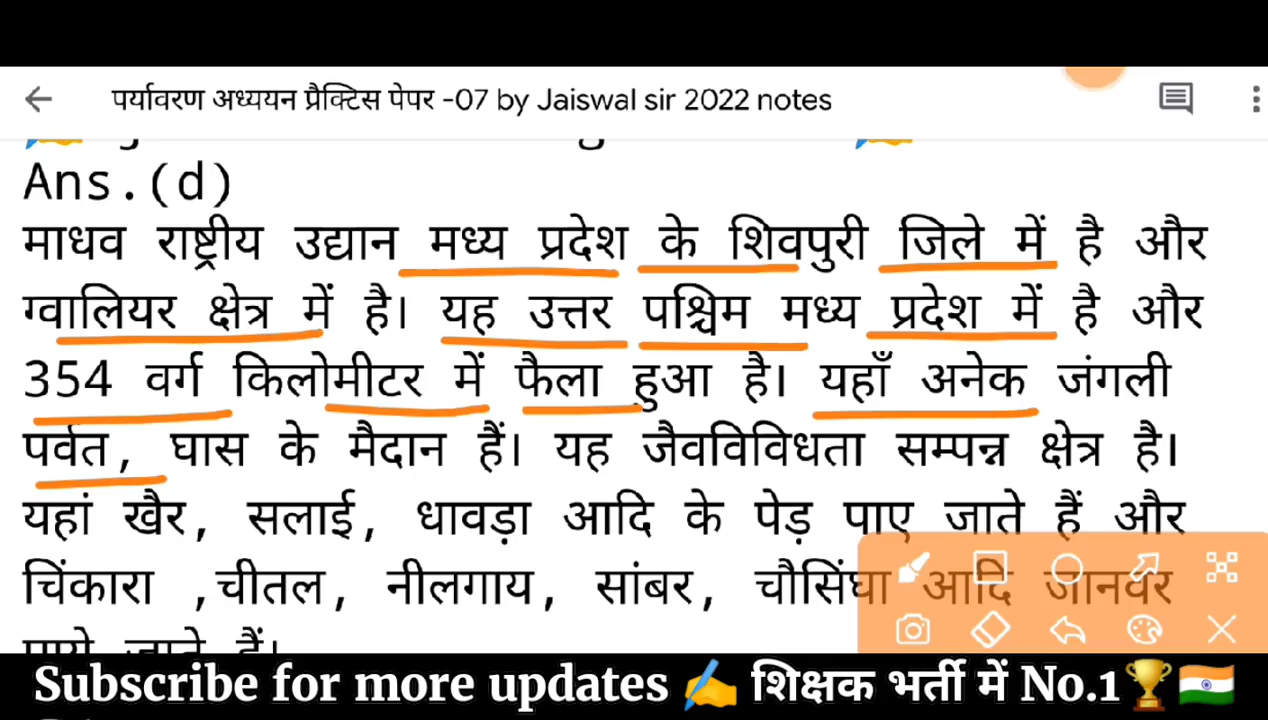 पर्यावरण अध्ययन प्रैक्टिस पेपर -07 by Jaiswal sir 2022 notes
Ans.(d)
माधव राष्ट्रीय उद्यान मध्य प्रदेश के शिवपुरी जिले में है और
ग्वालियर क्षेत्र में है। यह उत्तर पश्चिम मध्य प्रदेश में है और
354 वर्ग किलोमीटर में फैला हुआ है। यहाँ अनेक जंगली
पर्वत, घास के मैदान हैं। यह जैवविविधता सम्पन्न क्षेत्र है।
यहां खैर, सलाई, धावड़ा आदि के पेड़ पाए जाते हैं और
चिंकारा ,चीतल, नीलगाय, सांबर, चौसिंघा आदि जानवर
पाये जाते हैं।
Subscribe for more updates ✍️ शिक्षक भर्ती में No.1🏆🇮🇳